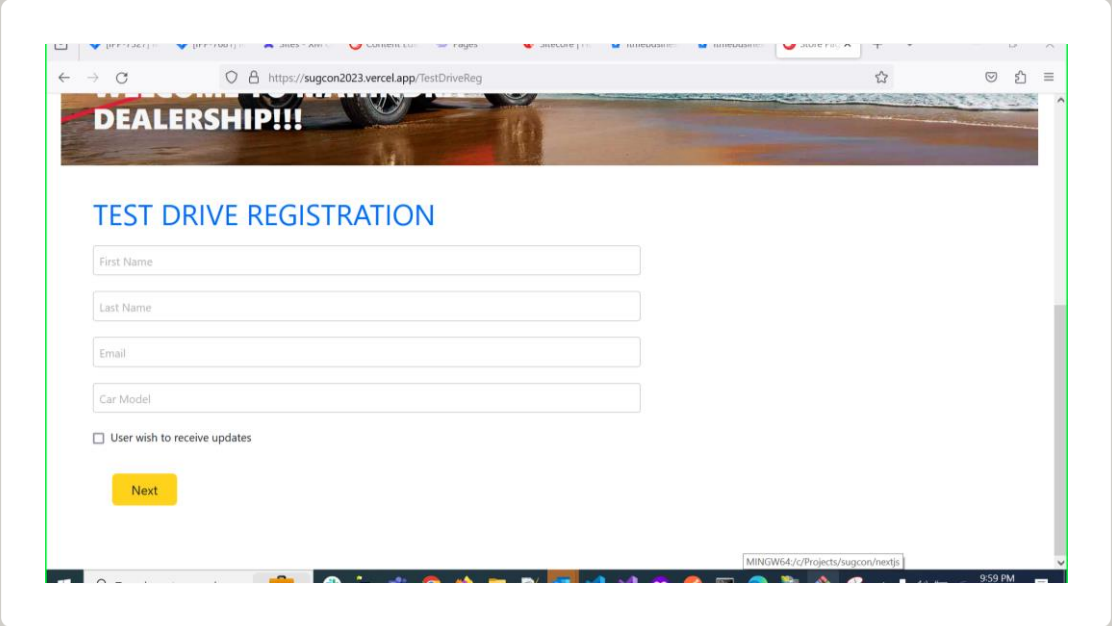 Pages
https://sugcon2023.vercel.app/TestDriveReg
DEALERSHIP!!!
TEST DRIVE REGISTRATION
First Name
Last Name
Email
Car Model
User wish to receive updates
Next
MINGW64:/c/Projects/sugcon/nextjs
9:59 PM